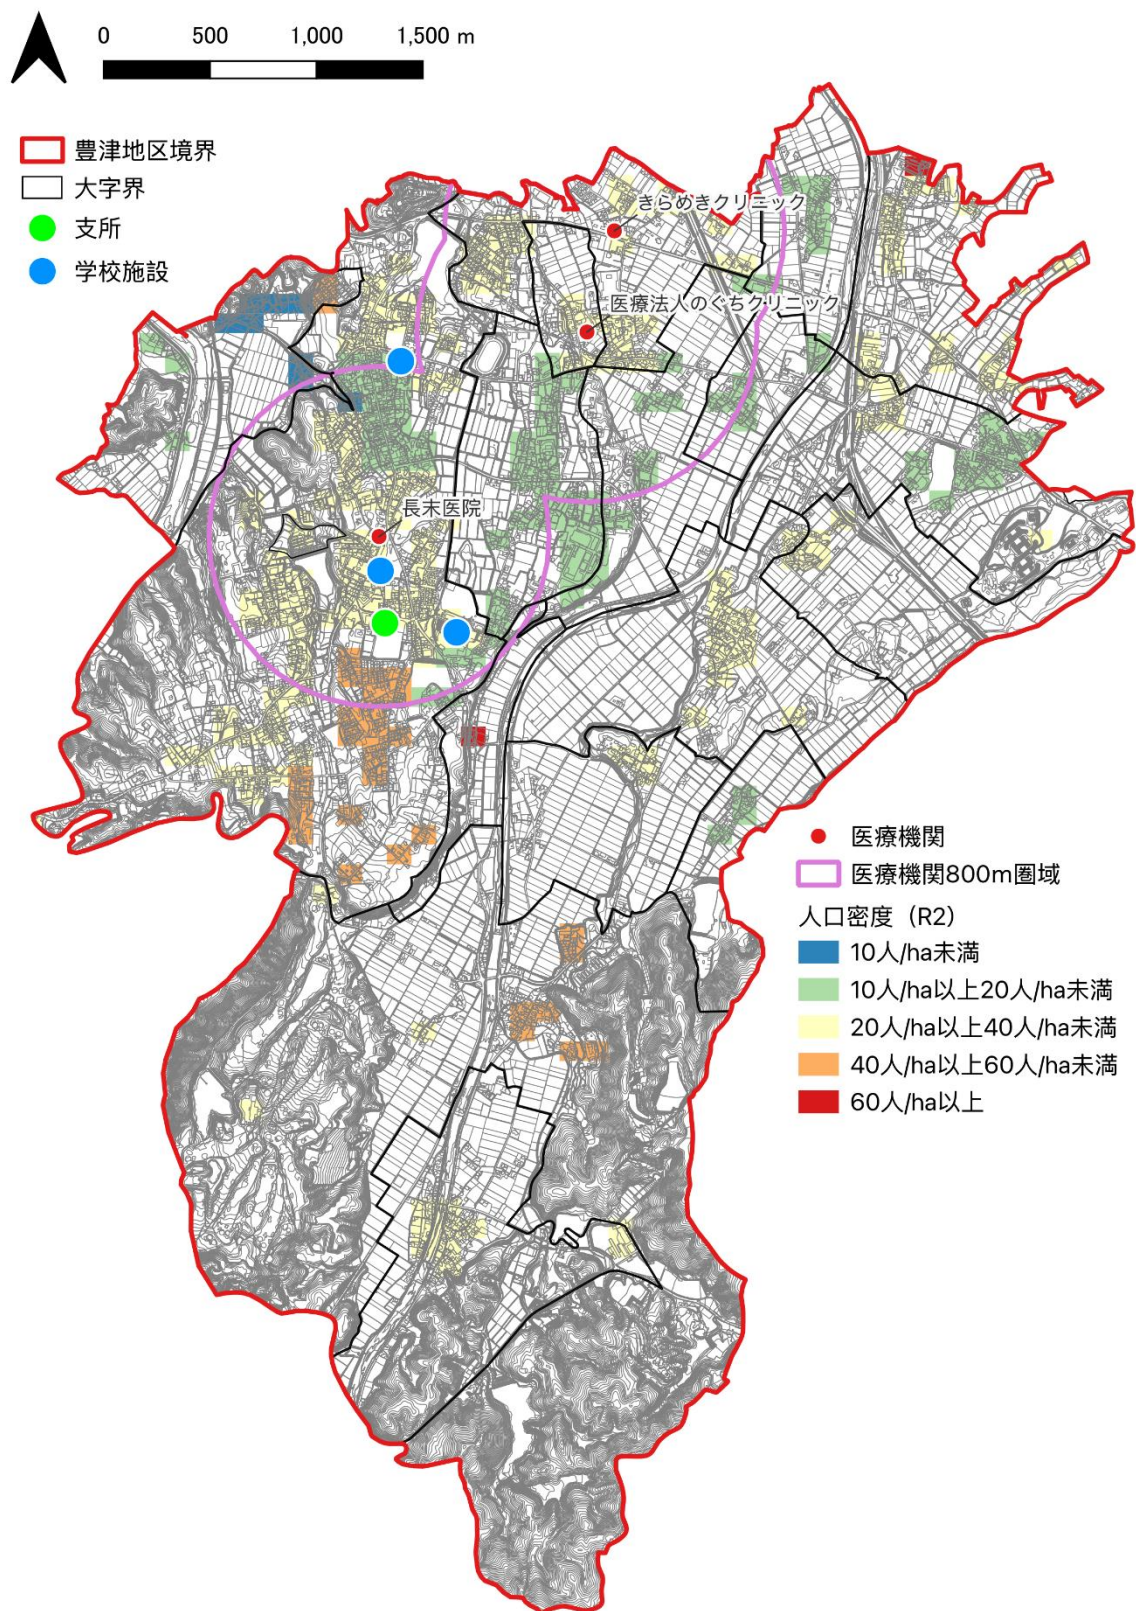 0 500 1,000 1,500 m
豊津地区境界
大字界
支所
学校施設
きらめきクリニック
医療法人のぐちクリニック
長末医院
医療機関
医療機関800m圏域
人口密度（R2）
10人/ha未満
10人/ha以上20人/ha未満
20人/ha以上40人/ha未満
40人/ha以上60人/ha未満
60人/ha以上